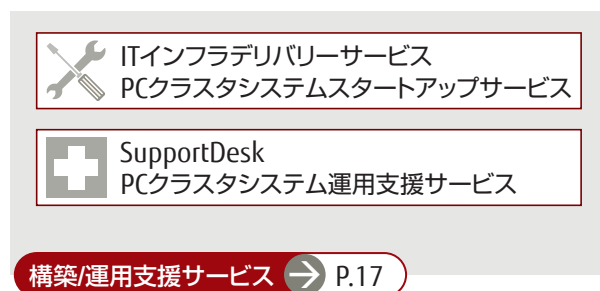 ITインフラデリバリーサービス
PCクラスタシステムスタートアップサービス
SupportDesk
PCクラスタシステム運用支援サービス
構築/運用支援サービス P.17